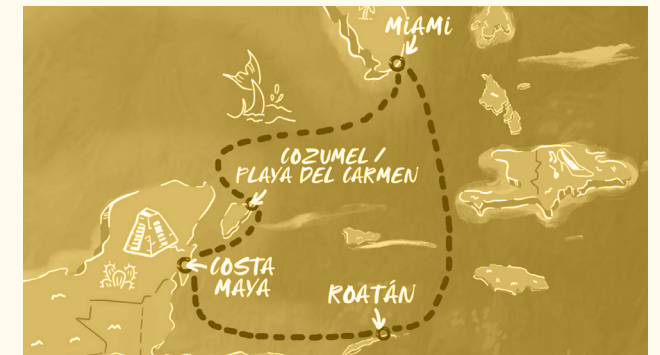 MIAMI
COZUMEL /
PLAYA DEL CARMEN
COSTA
MAYA
ROATÁN